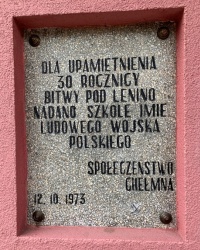 DLA UPAMIĘTNIENIA
30 ROCZNICY
BITWY POD LENINO
NADANO SZKOLE IMIĘ
LUDOWEGO WOJSKA
POLSKIEGO
SPOŁECZEŃSTWO
CHEŁMNA
12.10.1973